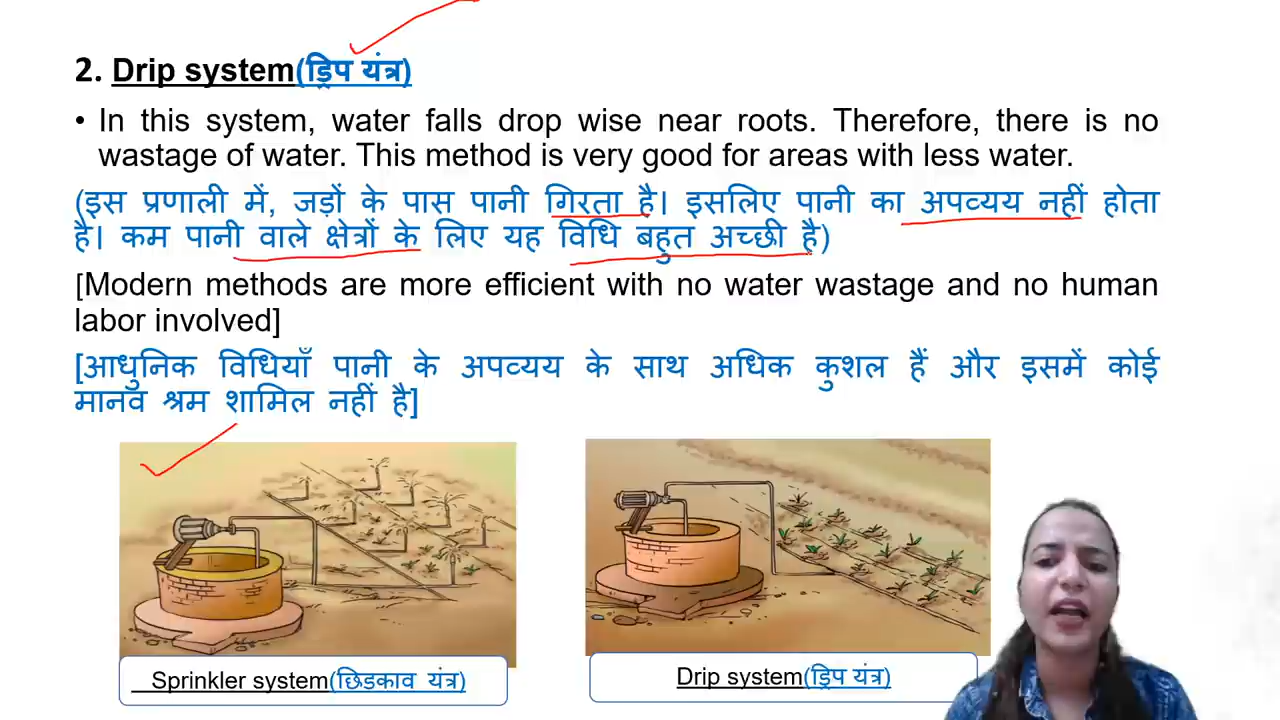 2. Drip system(ड्रिप यंत्र)
• In this system, water falls drop wise near roots. Therefore, there is no
wastage of water. This method is very good for areas with less water.
(इस प्रणाली में, जड़ों के पास पानी गिरता है। इसलिए पानी का अपव्यय नहीं होता
है। कम पानी वाले क्षेत्रों के लिए यह विधि बहुत अच्छी है)
[Modern methods are more efficient with no water wastage and no human
labor involved]
[आधुनिक विधियाँ पानी के अपव्यय के साथ अधिक कुशल हैं और इसमें कोई
मानव श्रम शामिल नहीं है]
Sprinkler system(छिडकाव यंत्र)
Drip system(ड्रिप यंत्र)